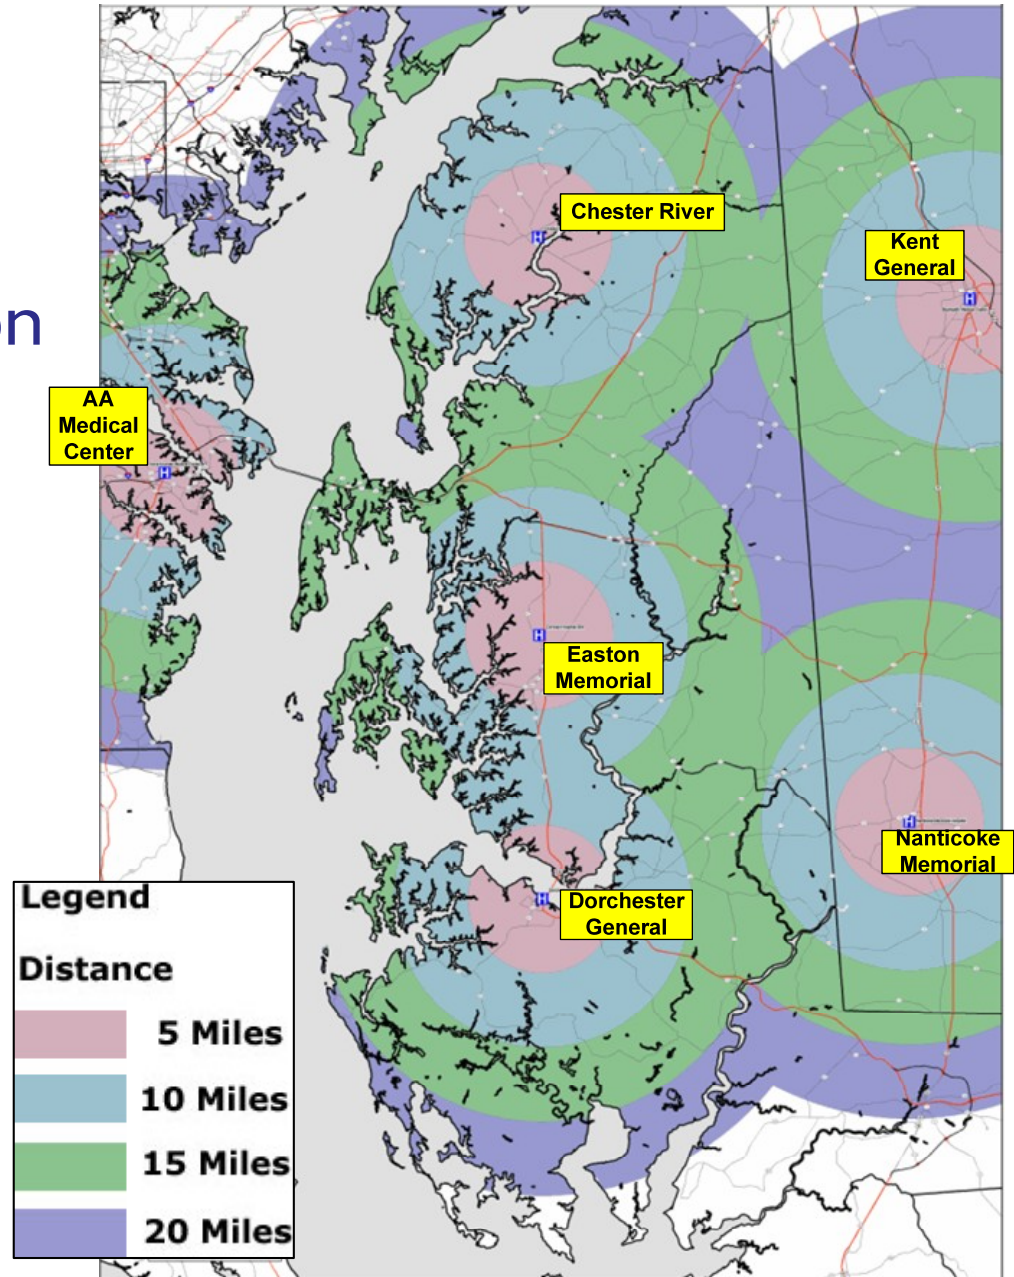 on
Chester River
Kent
General
AA
Medical
Center
H
H
H
Easton
Memorial
H
H
Nanticoke
Memorial
H
Dorchester
General
Legend
Distance
5 Miles
10 Miles
15 Miles
20 Miles